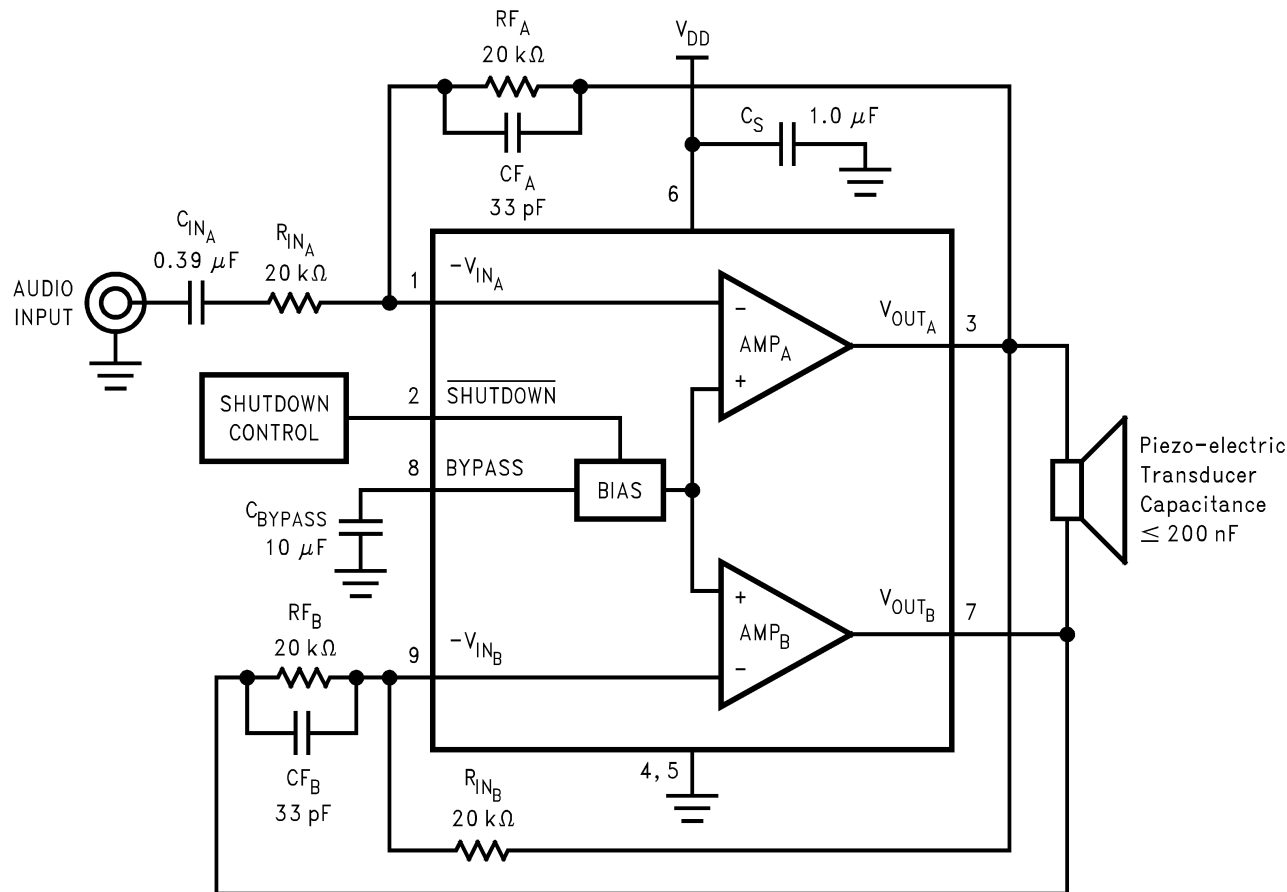 RF_A
20 kΩ
V_DD
C_S
1.0 μF
CF_A
33 pF
6
C_IN_A
0.39 μF
R_IN_A
20 kΩ
AUDIO
INPUT
1
-V_IN_A
-
AMP_A
+
V_OUT_A
3
SHUTDOWN
CONTROL
2
SHUTDOWN
8
BYPASS
BIAS
C_BYPASS
10 μF
Piezo-electric
Transducer
Capacitance
≤ 200 nF
RF_B
20 kΩ
9
-V_IN_B
+
AMP_B
-
V_OUT_B
7
CF_B
33 pF
4, 5
R_IN_B
20 kΩ